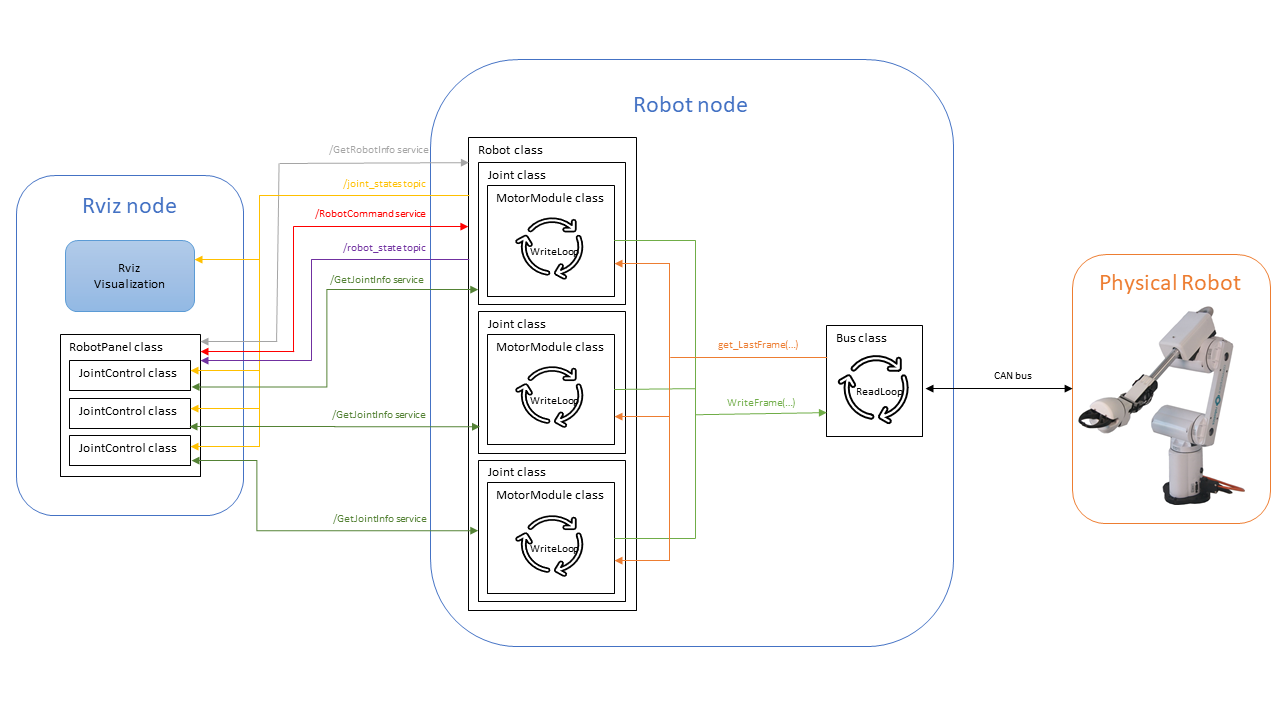 Robot node
Robot class
/GetRobotInfo service
Joint class
/joint_states topic
MotorModule class
Rviz node
/RobotCommand service
/robot_state topic
WriteLoop
Rviz
Visualization
/GetJointInfo service
Physical Robot
Joint class
RobotPanel class
MotorModule class
get_LastFrame(...)
Bus class
JointControl class
CAN bus
ReadLoop
WriteLoop
WriteFrame(...)
JointControl class
/GetJointInfo service
JointControl class
Joint class
MotorModule class
/GetJointInfo service
WriteLoop